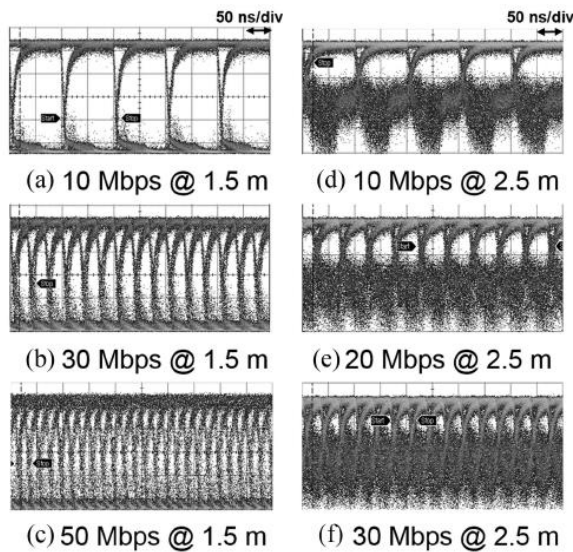 50 ns/div
50 ns/div
Start
Stop
Stop
(a) 10 Mbps @ 1.5 m
(d) 10 Mbps @ 2.5 m
Stop
Start
(b) 30 Mbps @ 1.5 m
(e) 20 Mbps @ 2.5 m
Stop
Start
Stop
(c) 50 Mbps @ 1.5 m
(f) 30 Mbps @ 2.5 m